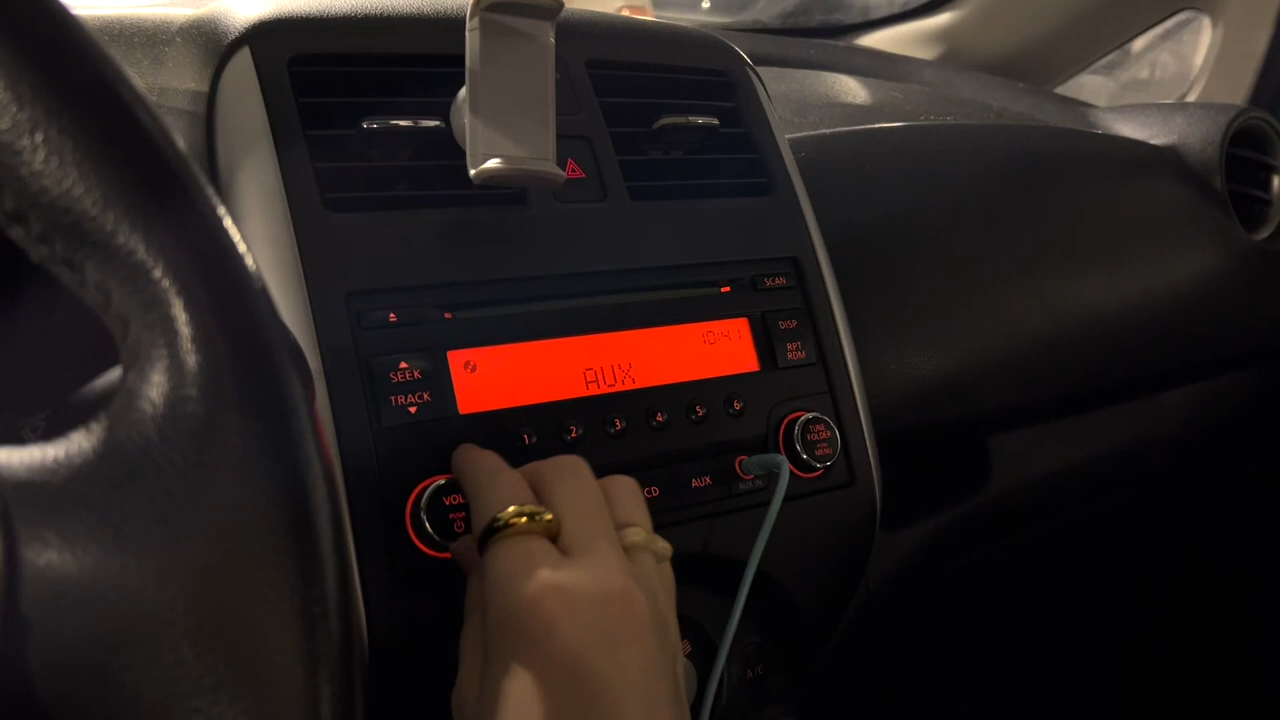 SCAN
DISP
10:41
SEEK
AUX
RPT
RDM
TRACK
1 2 3 4 5 6
TUNE
FOLDER
PUSH
MENU
VOL
PUSH
CD
AUX
AUX IN
A/C